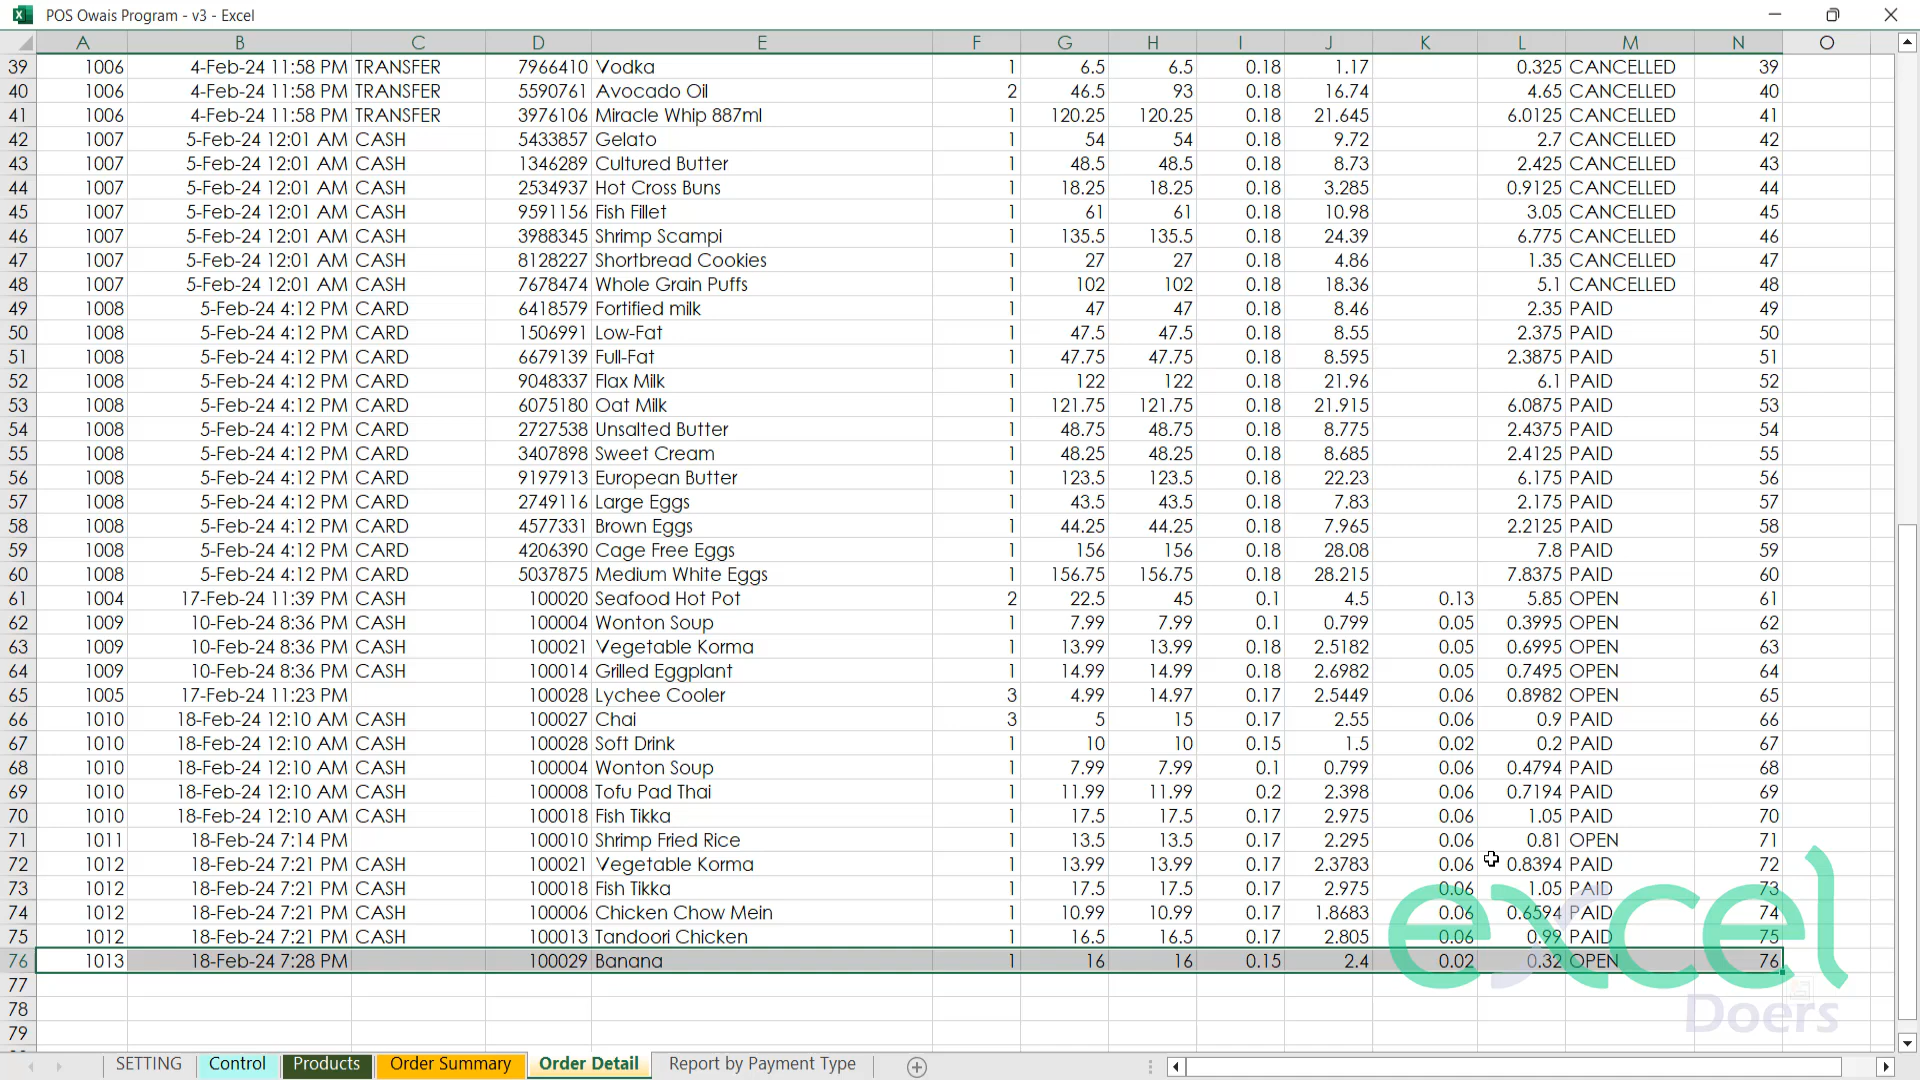 POS Owais Program - v3 - Excel
A B C D E F G H I J K L M N O
39 1006 4-Feb-24 11:58 PM TRANSFER 7966410 Vodka 1 6.5 6.5 0.18 1.17 0.325 CANCELLED 39
40 1006 4-Feb-24 11:58 PM TRANSFER 5590761 Avocado Oil 2 46.5 93 0.18 16.74 4.65 CANCELLED 40
41 1006 4-Feb-24 11:58 PM TRANSFER 3976106 Miracle Whip 887ml 1 120.25 120.25 0.18 21.645 6.0125 CANCELLED 41
42 1007 5-Feb-24 12:01 AM CASH 5433857 Gelato 1 54 54 0.18 9.72 2.7 CANCELLED 42
43 1007 5-Feb-24 12:01 AM CASH 1346289 Cultured Butter 1 48.5 48.5 0.18 8.73 2.425 CANCELLED 43
44 1007 5-Feb-24 12:01 AM CASH 2534937 Hot Cross Buns 1 18.25 18.25 0.18 3.285 0.9125 CANCELLED 44
45 1007 5-Feb-24 12:01 AM CASH 9591156 Fish Fillet 1 61 61 0.18 10.98 3.05 CANCELLED 45
46 1007 5-Feb-24 12:01 AM CASH 3988345 Shrimp Scampi 1 135.5 135.5 0.18 24.39 6.775 CANCELLED 46
47 1007 5-Feb-24 12:01 AM CASH 8128227 Shortbread Cookies 1 27 27 0.18 4.86 1.35 CANCELLED 47
48 1007 5-Feb-24 12:01 AM CASH 7678474 Whole Grain Puffs 1 102 102 0.18 18.36 5.1 CANCELLED 48
49 1008 5-Feb-24 4:12 PM CARD 6418579 Fortified milk 1 47 47 0.18 8.46 2.35 PAID 49
50 1008 5-Feb-24 4:12 PM CARD 1506991 Low-Fat 1 47.5 47.5 0.18 8.55 2.375 PAID 50
51 1008 5-Feb-24 4:12 PM CARD 6679139 Full-Fat 1 47.75 47.75 0.18 8.595 2.3875 PAID 51
52 1008 5-Feb-24 4:12 PM CARD 9048337 Flax Milk 1 122 122 0.18 21.96 6.1 PAID 52
53 1008 5-Feb-24 4:12 PM CARD 6075180 Oat Milk 1 121.75 121.75 0.18 21.915 6.0875 PAID 53
54 1008 5-Feb-24 4:12 PM CARD 2727538 Unsalted Butter 1 48.75 48.75 0.18 8.775 2.4375 PAID 54
55 1008 5-Feb-24 4:12 PM CARD 3407898 Sweet Cream 1 48.25 48.25 0.18 8.685 2.4125 PAID 55
56 1008 5-Feb-24 4:12 PM CARD 9197913 European Butter 1 123.5 123.5 0.18 22.23 6.175 PAID 56
57 1008 5-Feb-24 4:12 PM CARD 2749116 Large Eggs 1 43.5 43.5 0.18 7.83 2.175 PAID 57
58 1008 5-Feb-24 4:12 PM CARD 4577331 Brown Eggs 1 44.25 44.25 0.18 7.965 2.2125 PAID 58
59 1008 5-Feb-24 4:12 PM CARD 4206390 Cage Free Eggs 1 156 156 0.18 28.08 7.8 PAID 59
60 1008 5-Feb-24 4:12 PM CARD 5037875 Medium White Eggs 1 156.75 156.75 0.18 28.215 7.8375 PAID 60
61 1004 17-Feb-24 11:39 PM CASH 100020 Seafood Hot Pot 2 22.5 45 0.1 4.5 0.13 5.85 OPEN 61
62 1009 10-Feb-24 8:36 PM CASH 100004 Wonton Soup 1 7.99 7.99 0.1 0.799 0.05 0.3995 OPEN 62
63 1009 10-Feb-24 8:36 PM CASH 100021 Vegetable Korma 1 13.99 13.99 0.18 2.5182 0.05 0.6995 OPEN 63
64 1009 10-Feb-24 8:36 PM CASH 100014 Grilled Eggplant 1 14.99 14.99 0.18 2.6982 0.05 0.7495 OPEN 64
65 1005 17-Feb-24 11:23 PM 100028 Lychee Cooler 3 4.99 14.97 0.17 2.5449 0.06 0.8982 OPEN 65
66 1010 18-Feb-24 12:10 AM CASH 100027 Chai 3 5 15 0.17 2.55 0.06 0.9 PAID 66
67 1010 18-Feb-24 12:10 AM CASH 100028 Soft Drink 1 10 10 0.15 1.5 0.02 0.2 PAID 67
68 1010 18-Feb-24 12:10 AM CASH 100004 Wonton Soup 1 7.99 7.99 0.1 0.799 0.06 0.4794 PAID 68
69 1010 18-Feb-24 12:10 AM CASH 100008 Tofu Pad Thai 1 11.99 11.99 0.2 2.398 0.06 0.7194 PAID 69
70 1010 18-Feb-24 12:10 AM CASH 100018 Fish Tikka 1 17.5 17.5 0.17 2.975 0.06 1.05 PAID 70
71 1011 18-Feb-24 7:14 PM 100010 Shrimp Fried Rice 1 13.5 13.5 0.17 2.295 0.06 0.81 OPEN 71
72 1012 18-Feb-24 7:21 PM CASH 100021 Vegetable Korma 1 13.99 13.99 0.17 2.3783 0.06 0.8394 PAID 72
73 1012 18-Feb-24 7:21 PM CASH 100018 Fish Tikka 1 17.5 17.5 0.17 2.975 0.06 1.05 PAID 73
74 1012 18-Feb-24 7:21 PM CASH 100006 Chicken Chow Mein 1 10.99 10.99 0.17 1.8683 0.06 0.6594 PAID 74
75 1012 18-Feb-24 7:21 PM CASH 100013 Tandoori Chicken 1 16.5 16.5 0.17 2.805 0.06 0.99 PAID 75
76 1013 18-Feb-24 7:28 PM 100029 Banana 1 16 16 0.15 2.4 0.02 0.32 OPEN 76
77
78
79
excel
Doers
SETTING Control Products Order Summary Order Detail Report by Payment Type